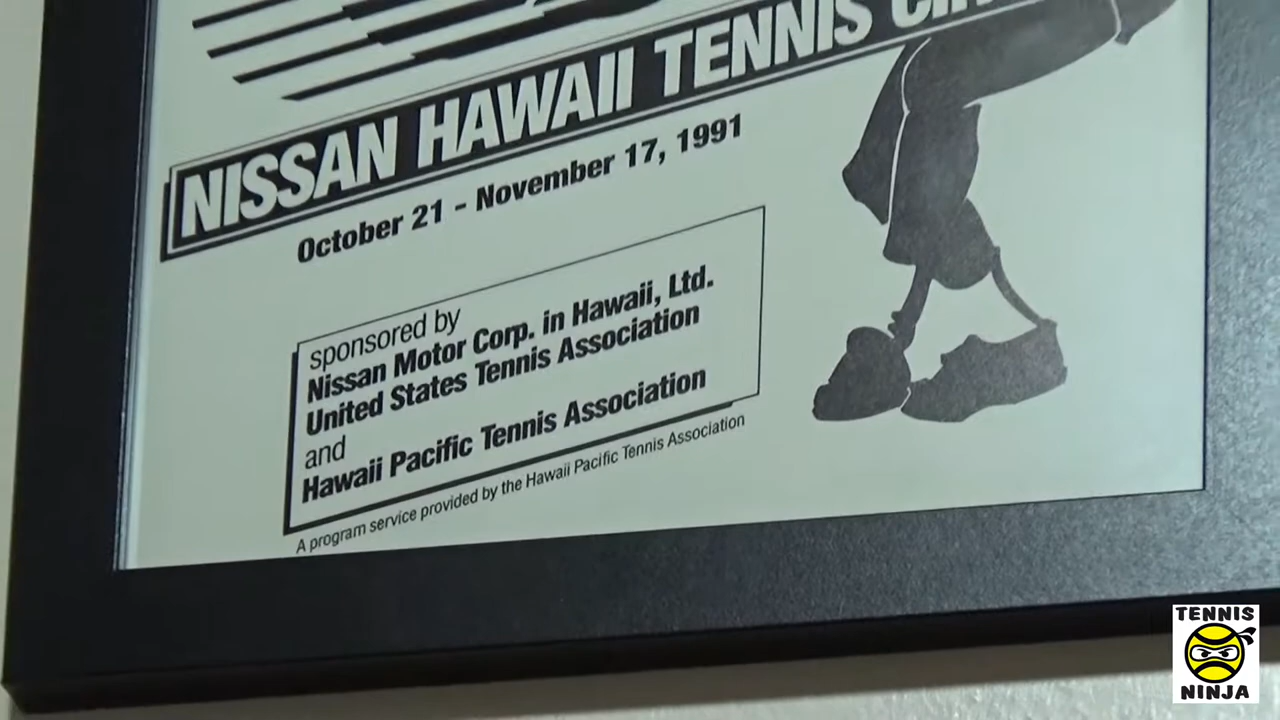 NISSAN HAWAII TENNIS
October 21 - November 17, 1991
sponsored by
Nissan Motor Corp. in Hawaii, Ltd.
United States Tennis Association
and
Hawaii Pacific Tennis Association
A program service provided by the Hawaii Pacific Tennis Association
TENNIS
NINJA